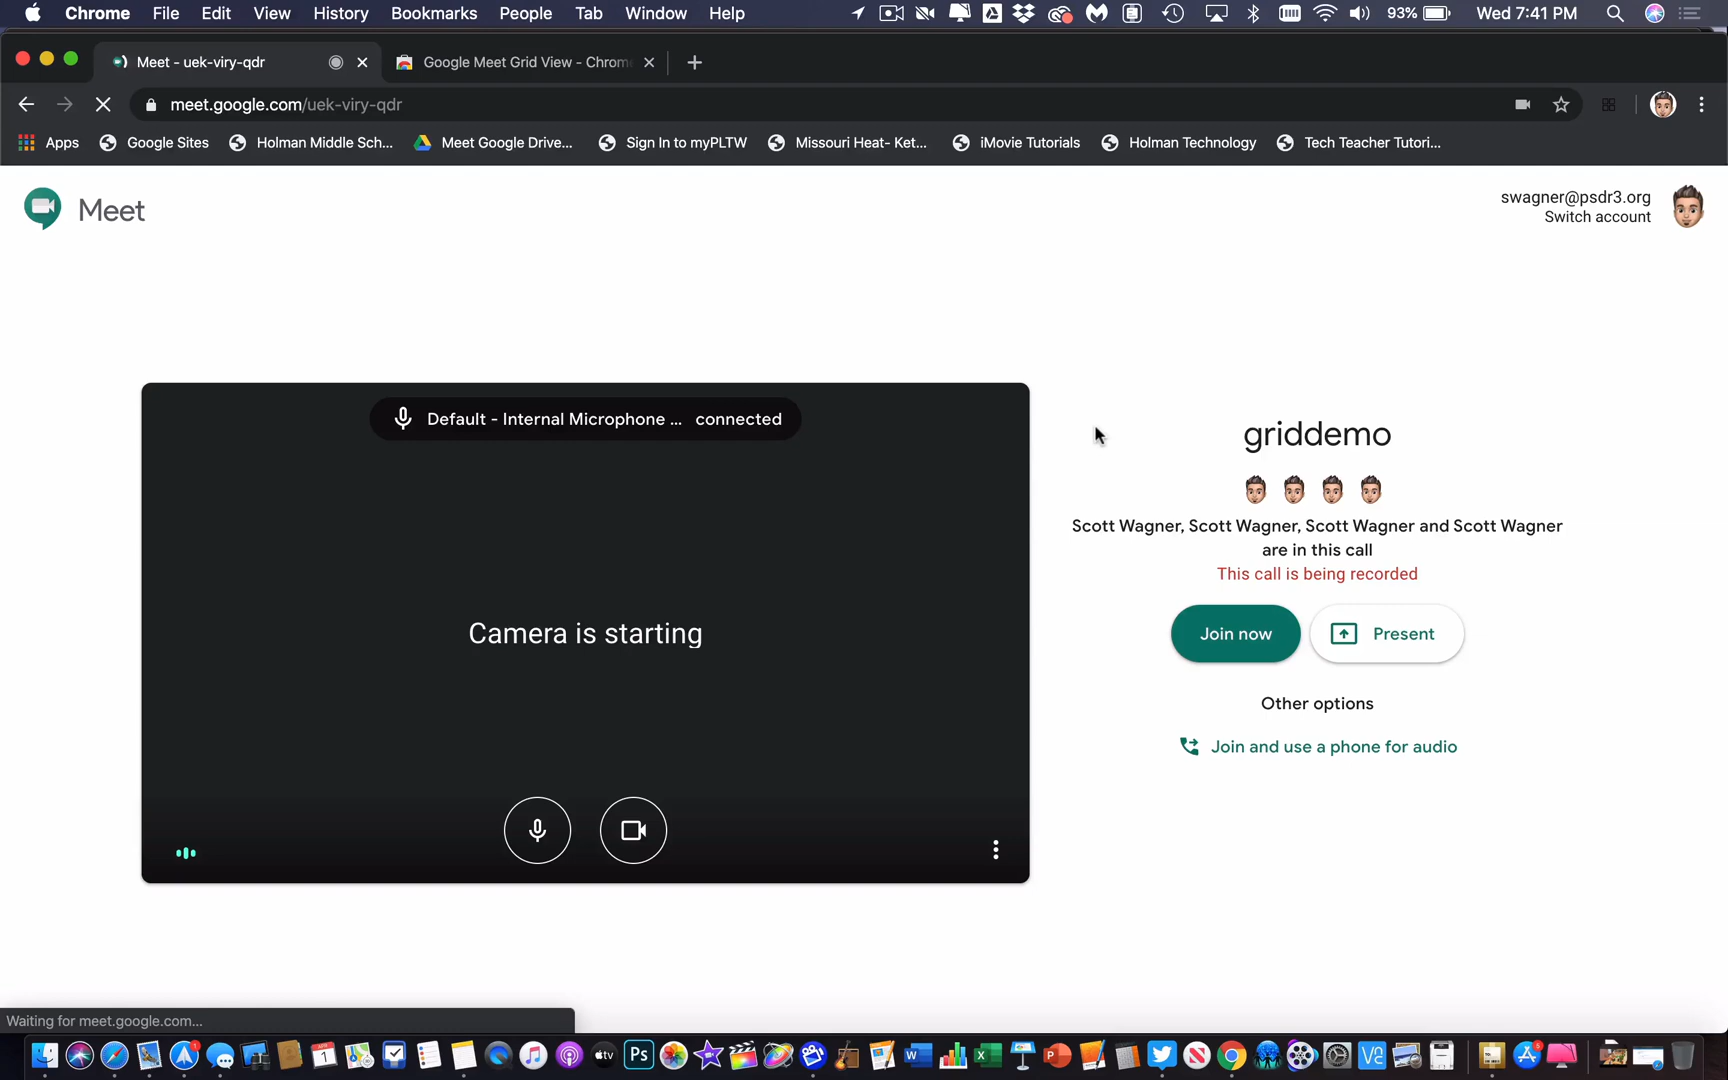 Chrome File Edit View History Bookmarks People Tab Window Help 93% Wed 7:41 PM
Meet - uek-viry-qdr Google Meet Grid View - Chrom
meet.google.com/uek-viry-qdr
Apps Google Sites Holman Middle Sch... Meet Google Drive... Sign In to myPLTW Missouri Heat- Ket... iMovie Tutorials Holman Technology Tech Teacher Tutori...
Meet
swagner@psdr3.org
Switch account
Default - Internal Microphone ... connected
Camera is starting
griddemo
Scott Wagner, Scott Wagner, Scott Wagner and Scott Wagner
are in this call
This call is being recorded
Join now Present
Other options
Join and use a phone for audio
Waiting for meet.google.com...